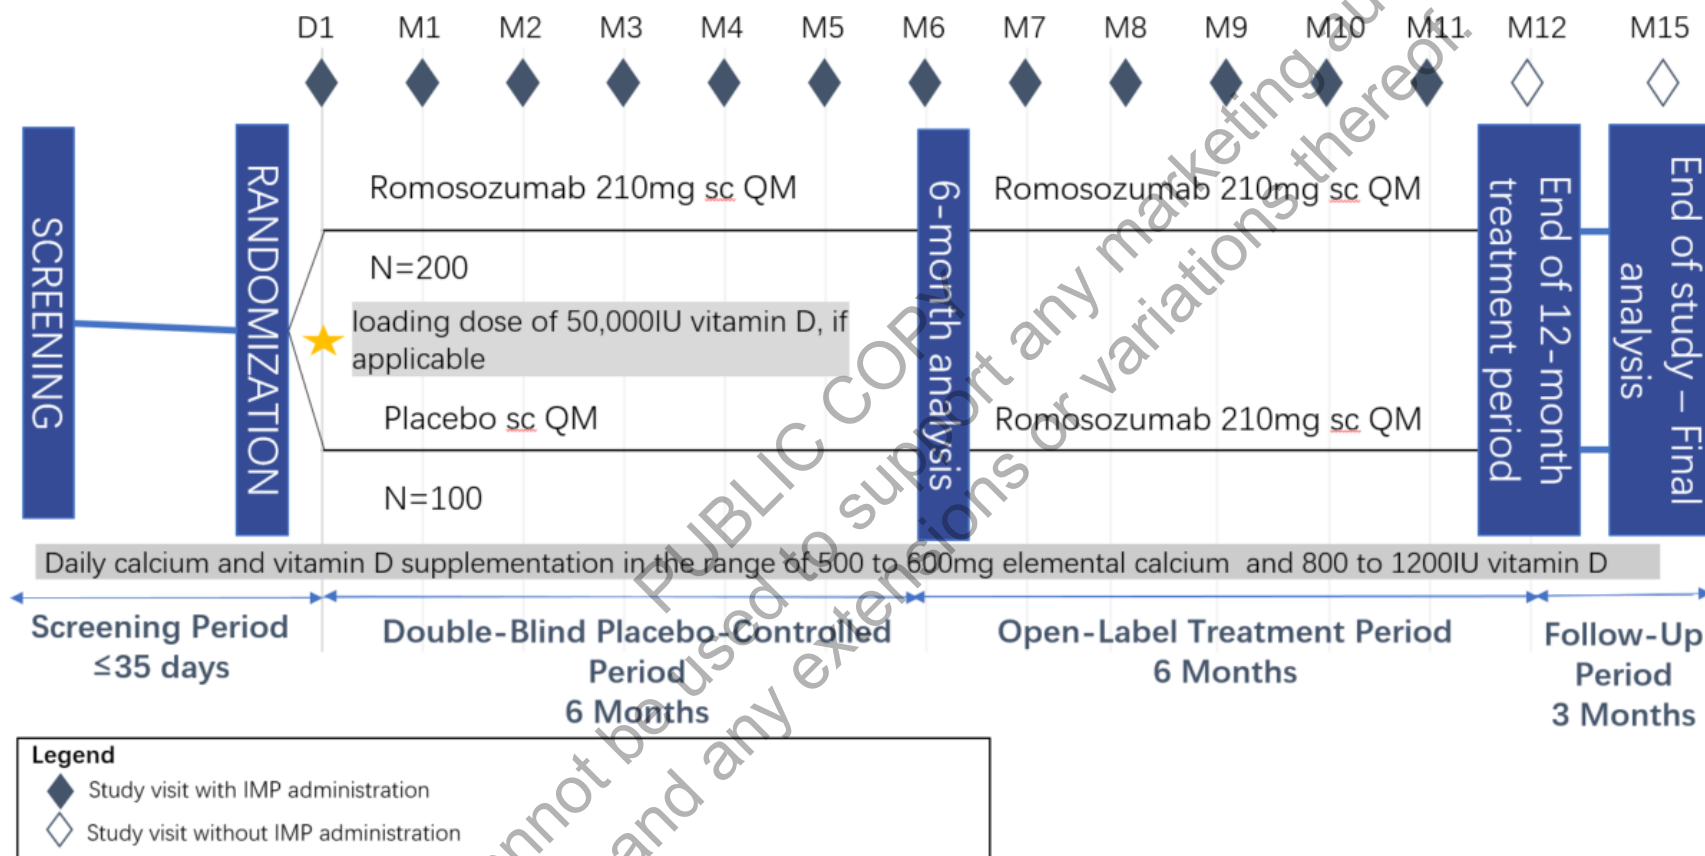 D1 M1 M2 M3 M4 M5 M6 M7 M8 M9 M10 M11 M12 M15
SCREENING
RANDOMIZATION
Romosozumab 210mg sc QM
N=200
loading dose of 50,000IU vitamin D, if
applicable
Placebo sc QM
N=100
6-month analysis
Romosozumab 210mg sc QM
Romosozumab 210mg sc QM
End of 12-month
treatment period
End of study – Final
analysis
Daily calcium and vitamin D supplementation in the range of 500 to 600mg elemental calcium and 800 to 1200IU vitamin D
Screening Period
≤35 days
Double-Blind Placebo-Controlled
Period
6 Months
Open-Label Treatment Period
6 Months
Follow-Up
Period
3 Months
Legend
Study visit with IMP administration
Study visit without IMP administration
PUBLIC COPY
be used to support any marketing
and any extensions or variations thereof.